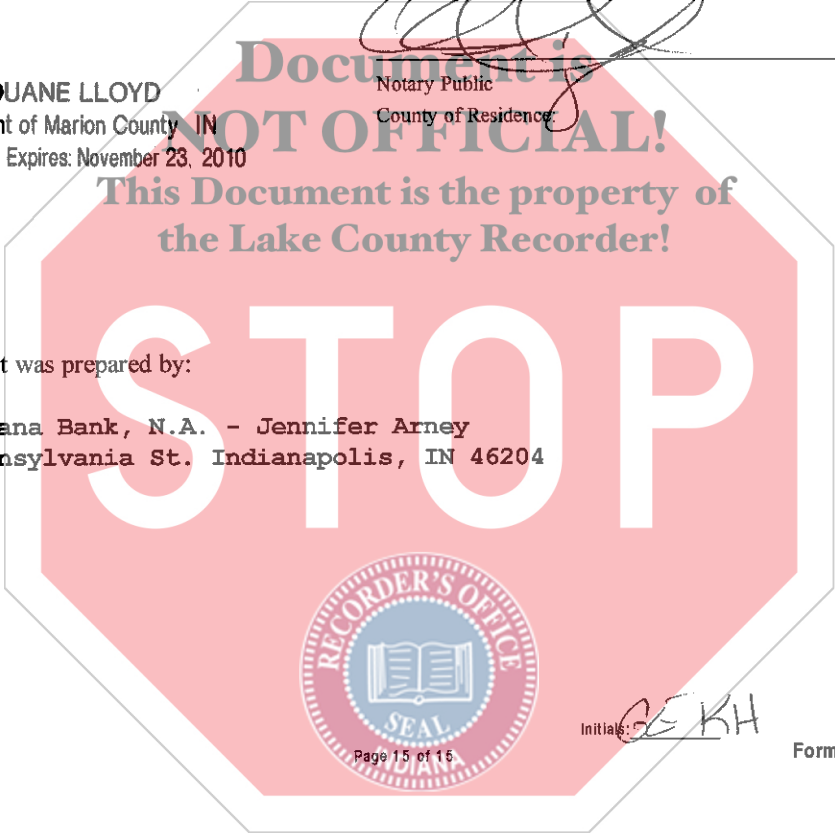 Document is
UANE LLOYD
Notary Public
nt of Marion County IN
County of Residence:
NOT OFFICIAL!
Expires: November 23, 2010
This Document is the property of
the Lake County Recorder!
STOP
t was prepared by:
ana Bank, N.A. - Jennifer Arney
nsylvania St. Indianapolis, IN 46204
RECORDER'S OFFICE
SEAL
INDIANA
Initials: KH
Page 15 of 15
Form